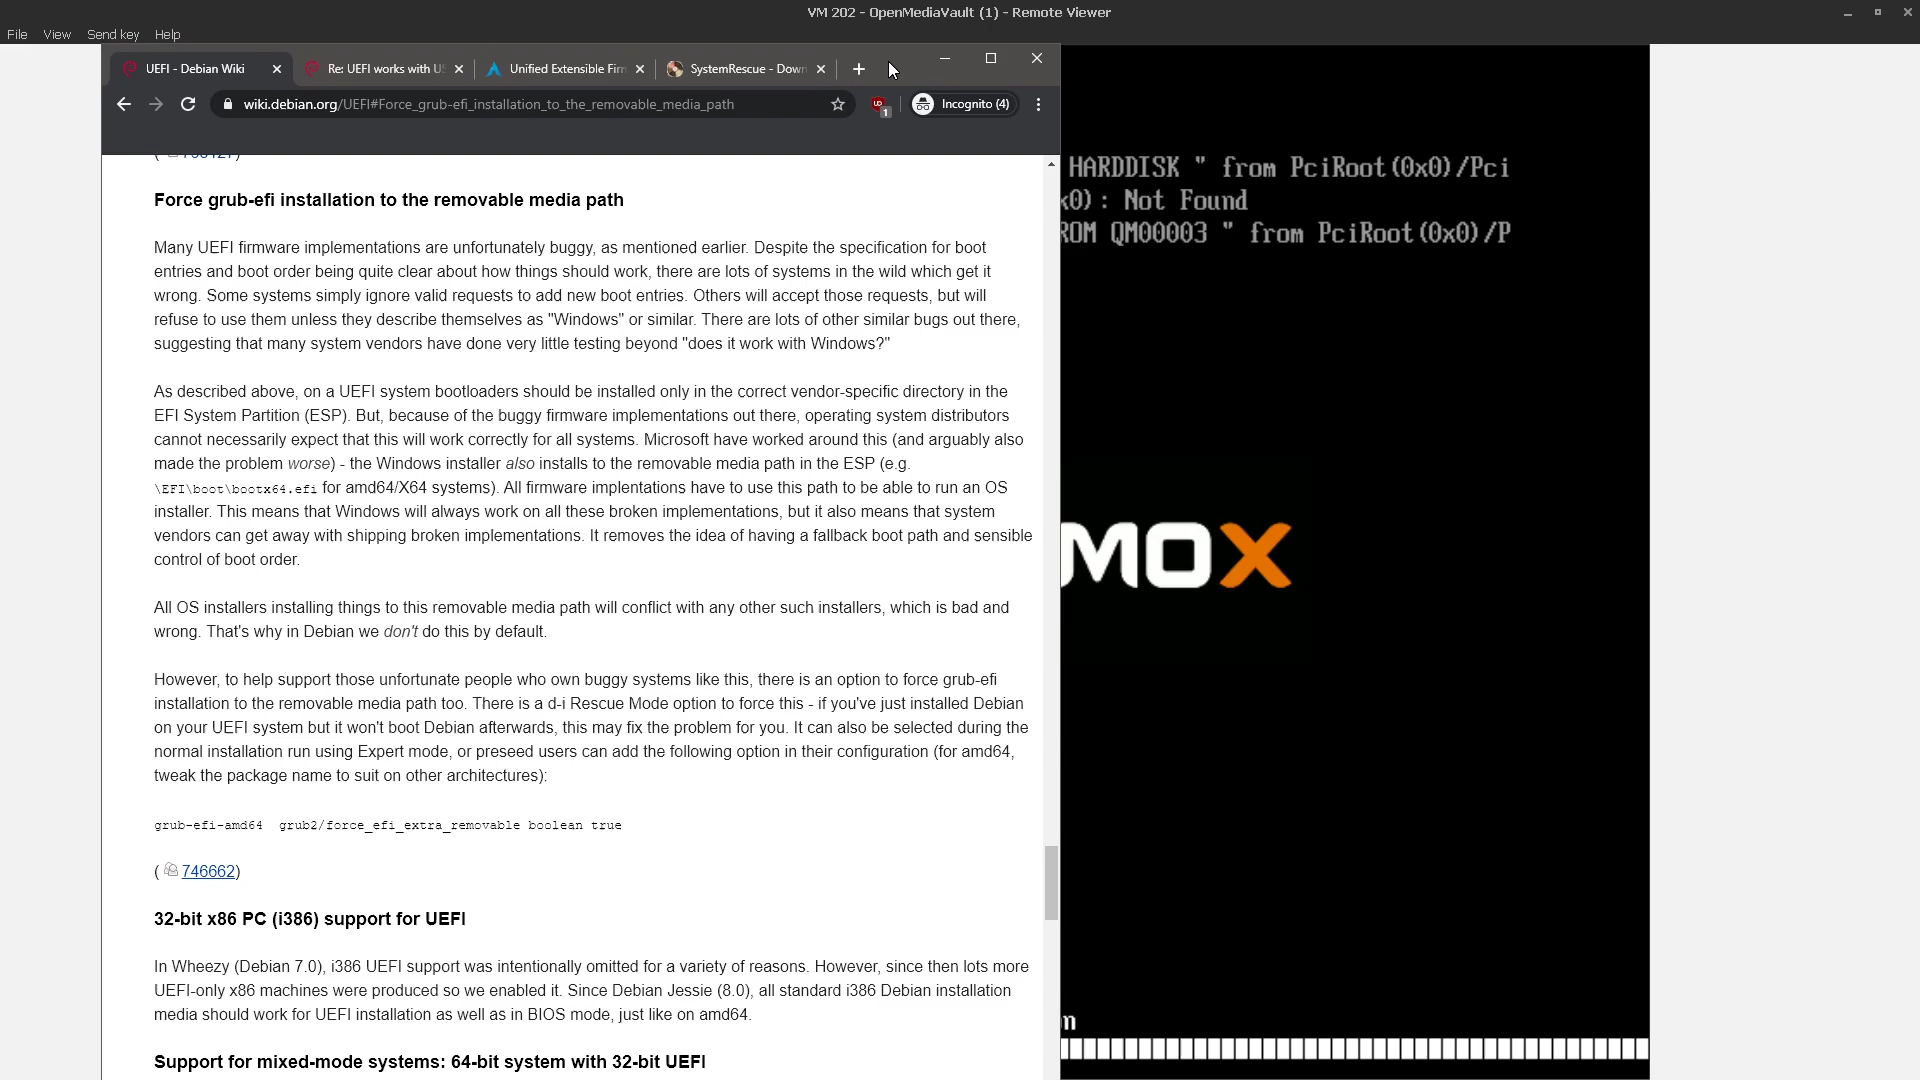 VM 202 - OpenMediaVault (1) - Remote Viewer
File View Send key Help
UEFI - Debian Wiki
Re: UEFI works with US
Unified Extensible Firm
SystemRescue - Down
wiki.debian.org/UEFI#Force_grub-efi_installation_to_the_removable_media_path
1
Incognito (4)
Force grub-efi installation to the removable media path
Many UEFI firmware implementations are unfortunately buggy, as mentioned earlier. Despite the specification for boot
entries and boot order being quite clear about how things should work, there are lots of systems in the wild which get it
wrong. Some systems simply ignore valid requests to add new boot entries. Others will accept those requests, but will
refuse to use them unless they describe themselves as "Windows" or similar. There are lots of other similar bugs out there,
suggesting that many system vendors have done very little testing beyond "does it work with Windows?"
As described above, on a UEFI system bootloaders should be installed only in the correct vendor-specific directory in the
EFI System Partition (ESP). But, because of the buggy firmware implementations out there, operating system distributors
cannot necessarily expect that this will work correctly for all systems. Microsoft have worked around this (and arguably also
made the problem worse) - the Windows installer also installs to the removable media path in the ESP (e.g.
\EFI\boot\bootx64.efi for amd64/X64 systems). All firmware implentations have to use this path to be able to run an OS
installer. This means that Windows will always work on all these broken implementations, but it also means that system
vendors can get away with shipping broken implementations. It removes the idea of having a fallback boot path and sensible
control of boot order.
All OS installers installing things to this removable media path will conflict with any other such installers, which is bad and
wrong. That's why in Debian we don't do this by default.
However, to help support those unfortunate people who own buggy systems like this, there is an option to force grub-efi
installation to the removable media path too. There is a d-i Rescue Mode option to force this - if you've just installed Debian
on your UEFI system but it won't boot Debian afterwards, this may fix the problem for you. It can also be selected during the
normal installation run using Expert mode, or preseed users can add the following option in their configuration (for amd64,
tweak the package name to suit on other architectures):
grub-efi-amd64 grub2/force_efi_extra_removable boolean true
( 746662)
32-bit x86 PC (i386) support for UEFI
In Wheezy (Debian 7.0), i386 UEFI support was intentionally omitted for a variety of reasons. However, since then lots more
UEFI-only x86 machines were produced so we enabled it. Since Debian Jessie (8.0), all standard i386 Debian installation
media should work for UEFI installation as well as in BIOS mode, just like on amd64.
Support for mixed-mode systems: 64-bit system with 32-bit UEFI
HARDDISK " from PciRoot(0x0)/Pci
x0): Not Found
ROM QM00003 " from PciRoot(0x0)/P
MOX
n